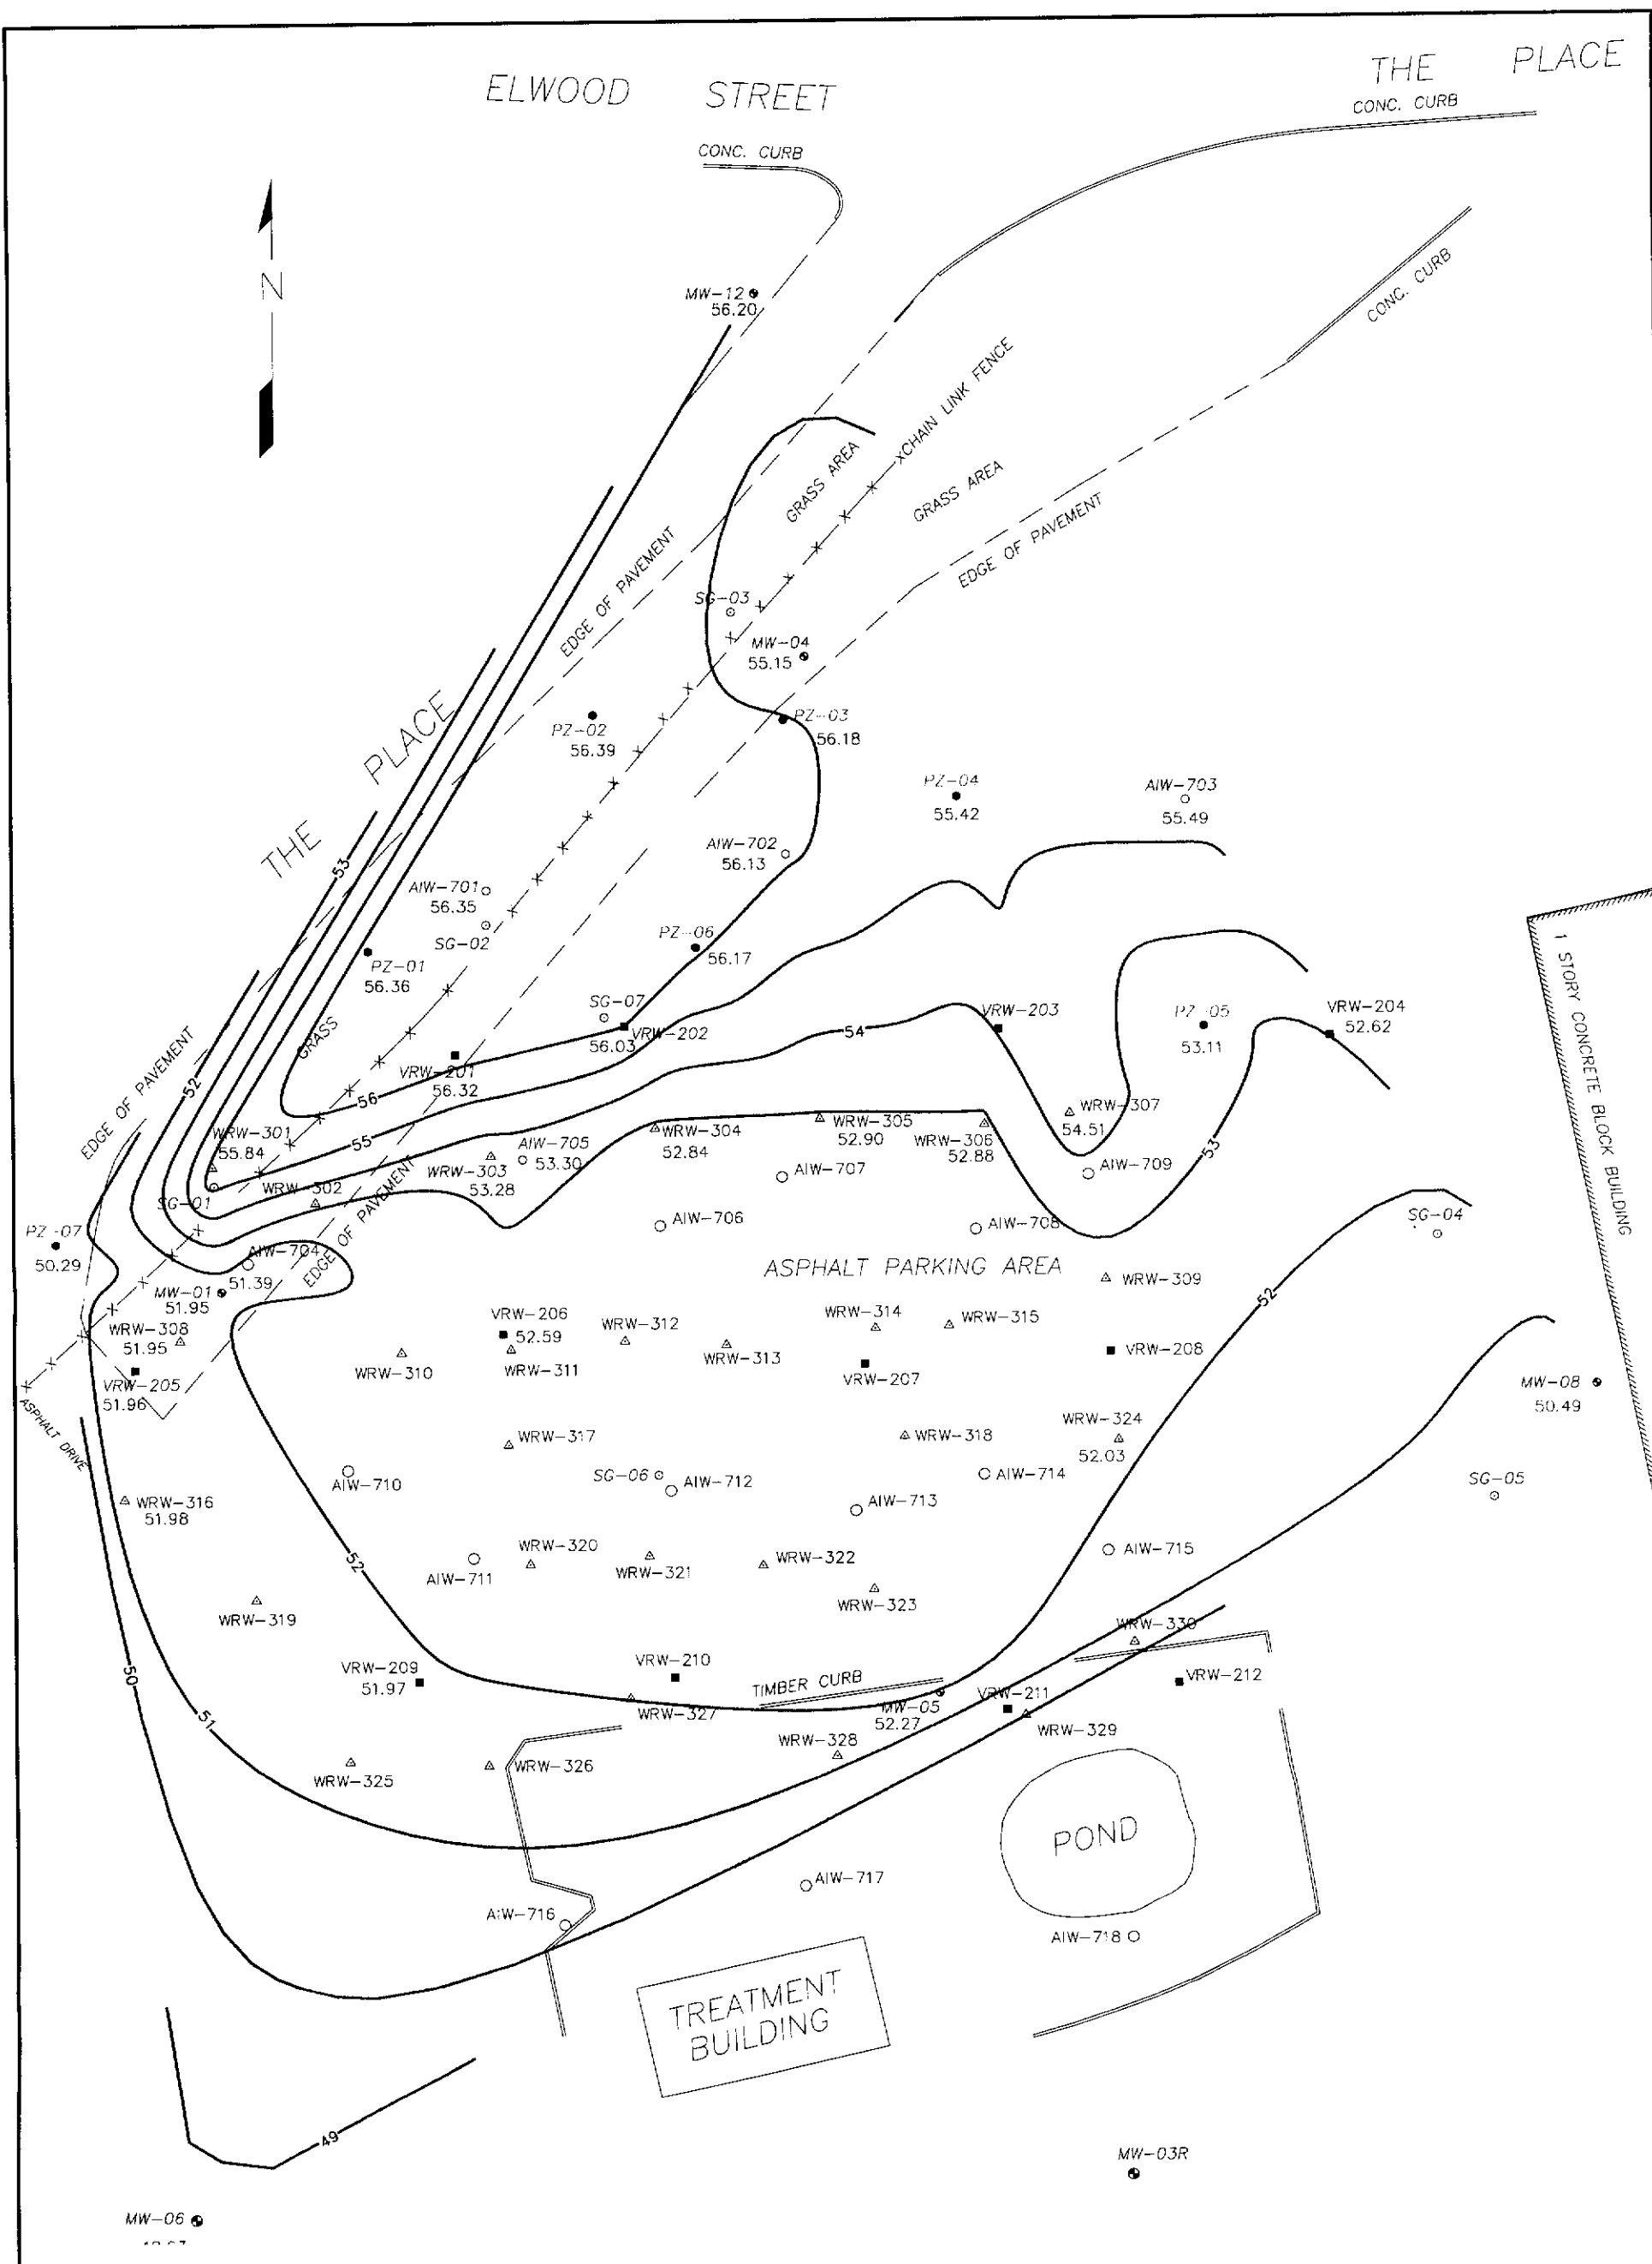 ELWOOD STREET
THE PLACE
CONC. CURB
CONC. CURB
N
MW-12
56.20
CONC. CURB
xCHAIN LINK FENCE
GRASS AREA
GRASS AREA
EDGE OF PAVEMENT
EDGE OF PAVEMENT
SG-03
MW-04
55.15
PZ-02
56.39
PZ-03
56.18
THE PLACE
PZ-04
55.42
AIW-703
55.49
53
AIW-702
56.13
AIW-701
56.35
SG-02
PZ-01
56.36
PZ-06
56.17
1 STORY CONCRETE BLOCK BUILDING
SG-07
VRW-202
56.03
GRASS
54
VRW-203
PZ-05
53.11
VRW-204
52.62
VRW-201
56.32
EDGE OF PAVEMENT
52
56
55
WRW-301
55.84
AIW-705
53.30
WRW-303
53.28
WRW-304
52.84
WRW-305
52.90
WRW-306
52.88
WRW-307
54.51
53
AIW-707
AIW-709
SG-01
WRW-302
EDGE OF PAVEMENT
AIW-706
AIW-708
SG-04
PZ-07
50.29
AIW-704
51.39
MW-01
51.95
ASPHALT PARKING AREA
WRW-309
52
WRW-308
51.95
VRW-206
52.59
WRW-311
WRW-312
WRW-313
WRW-314
WRW-315
VRW-207
VRW-208
WRW-310
VRW-205
51.96
ASPHALT DRIVE
MW-08
50.49
WRW-317
WRW-318
WRW-324
52.03
AIW-710
SG-06
AIW-712
AIW-714
SG-05
WRW-316
51.98
AIW-713
52
AIW-711
WRW-320
WRW-321
WRW-322
AIW-715
WRW-319
WRW-323
WRW-330
50
VRW-209
51.97
VRW-210
TIMBER CURB
MW-05
52.27
VRW-211
VRW-212
51
WRW-327
WRW-329
WRW-328
WRW-325
WRW-326
POND
AIW-717
AIW-716
AIW-718
TREATMENT
BUILDING
49
MW-03R
MW-06